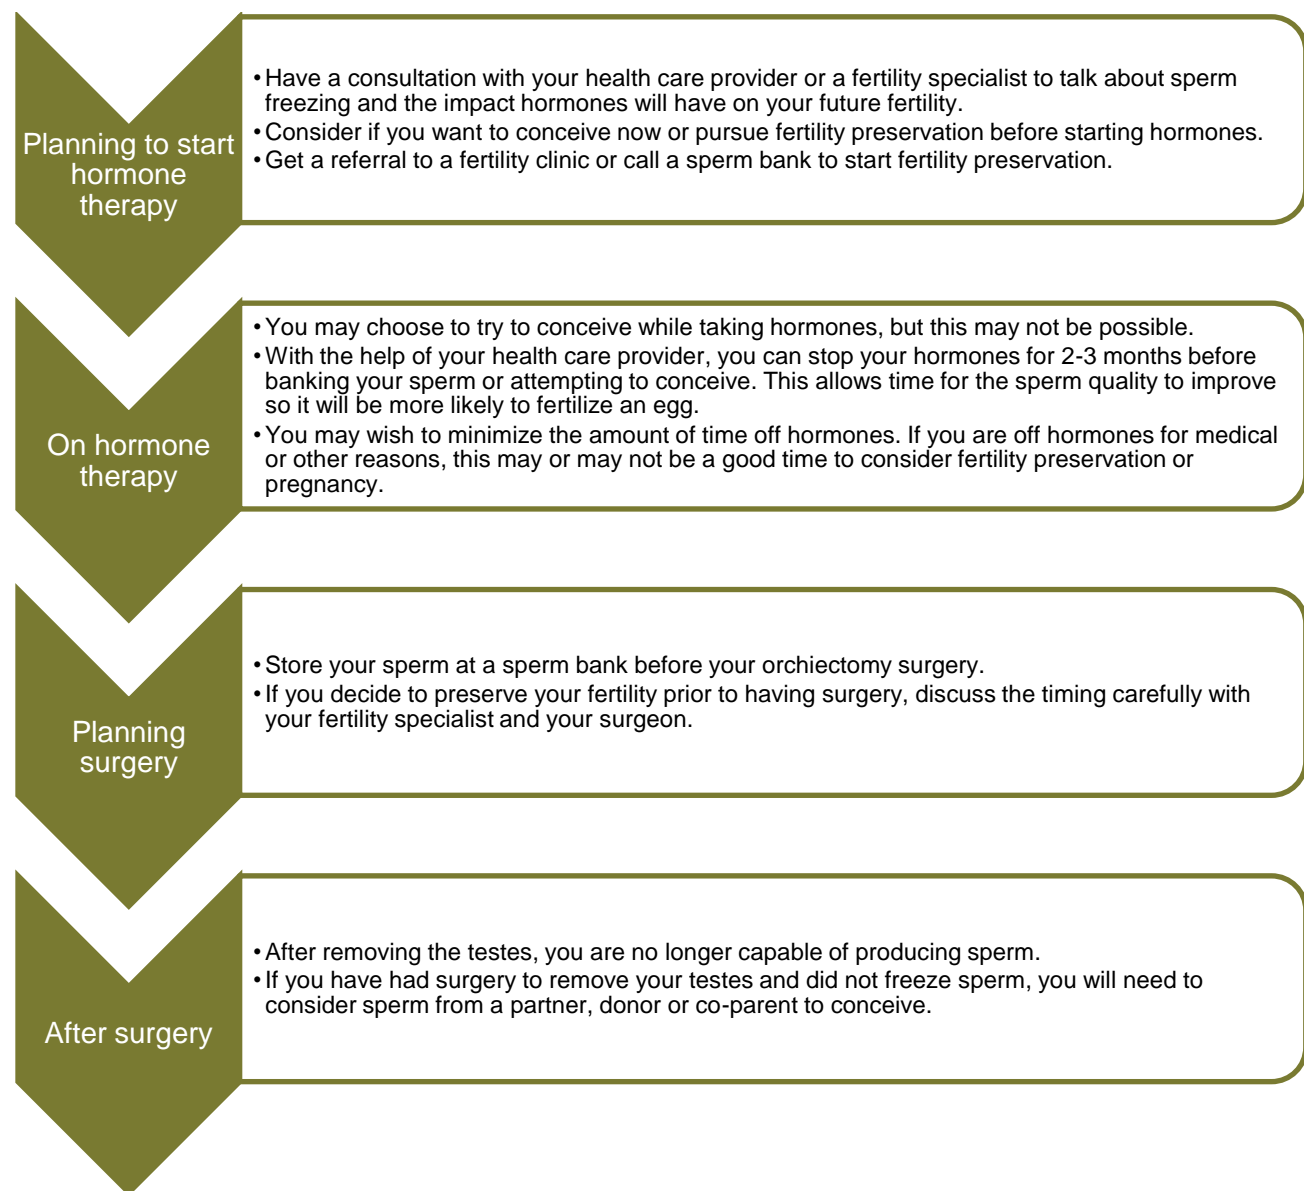 Planning to start
hormone
therapy
•Have a consultation with your health care provider or a fertility specialist to talk about sperm
freezing and the impact hormones will have on your future fertility.
•Consider if you want to conceive now or pursue fertility preservation before starting hormones.
•Get a referral to a fertility clinic or call a sperm bank to start fertility preservation.
On hormone
therapy
•You may choose to try to conceive while taking hormones, but this may not be possible.
•With the help of your health care provider, you can stop your hormones for 2-3 months before
banking your sperm or attempting to conceive. This allows time for the sperm quality to improve
so it will be more likely to fertilize an egg.
•You may wish to minimize the amount of time off hormones. If you are off hormones for medical
or other reasons, this may or may not be a good time to consider fertility preservation or
pregnancy.
Planning
surgery
•Store your sperm at a sperm bank before your orchiectomy surgery.
•If you decide to preserve your fertility prior to having surgery, discuss the timing carefully with
your fertility specialist and your surgeon.
After surgery
•After removing the testes, you are no longer capable of producing sperm.
•If you have had surgery to remove your testes and did not freeze sperm, you will need to
consider sperm from a partner, donor or co-parent to conceive.